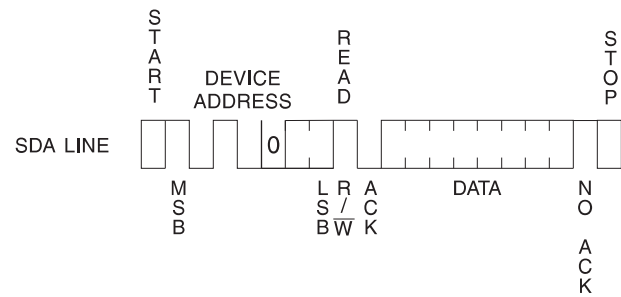 START
READ
STOP
DEVICE
ADDRESS
SDA LINE
0
MSB
LSB
R/W
ACK
DATA
NO ACK